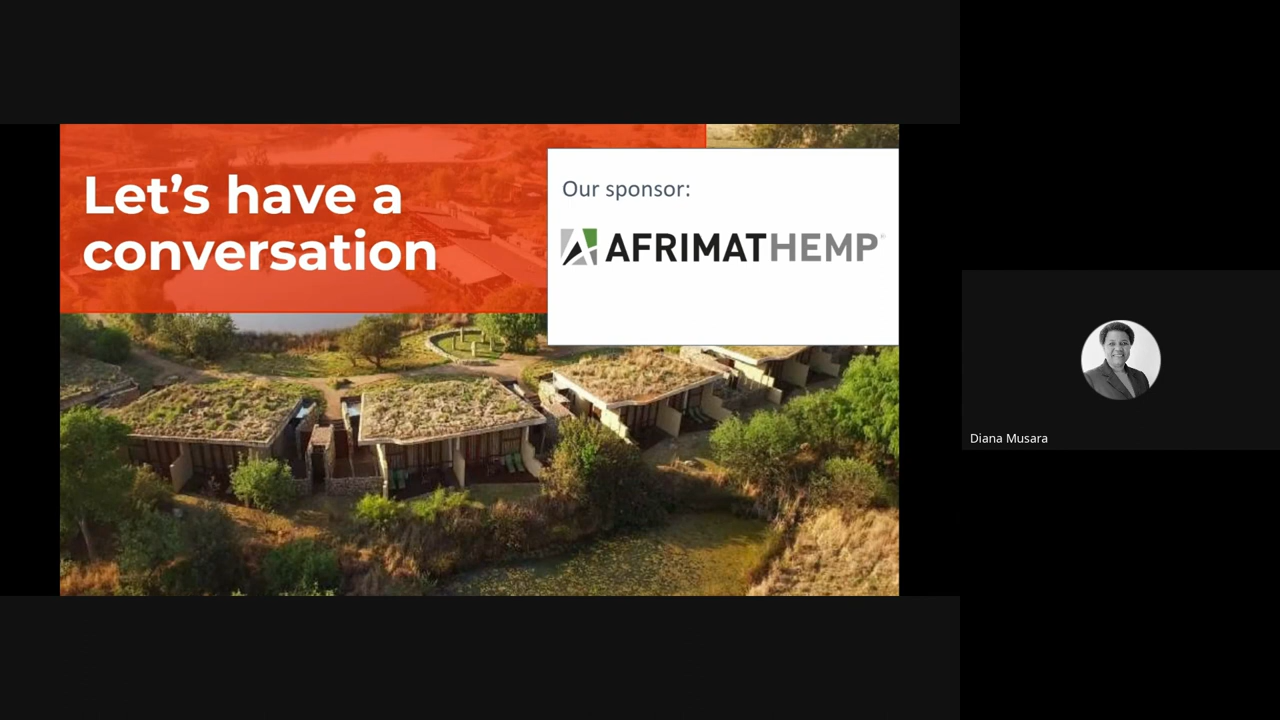 Let’s have a
conversation
Our sponsor:
AFRIMATHEMP®
Diana Musara